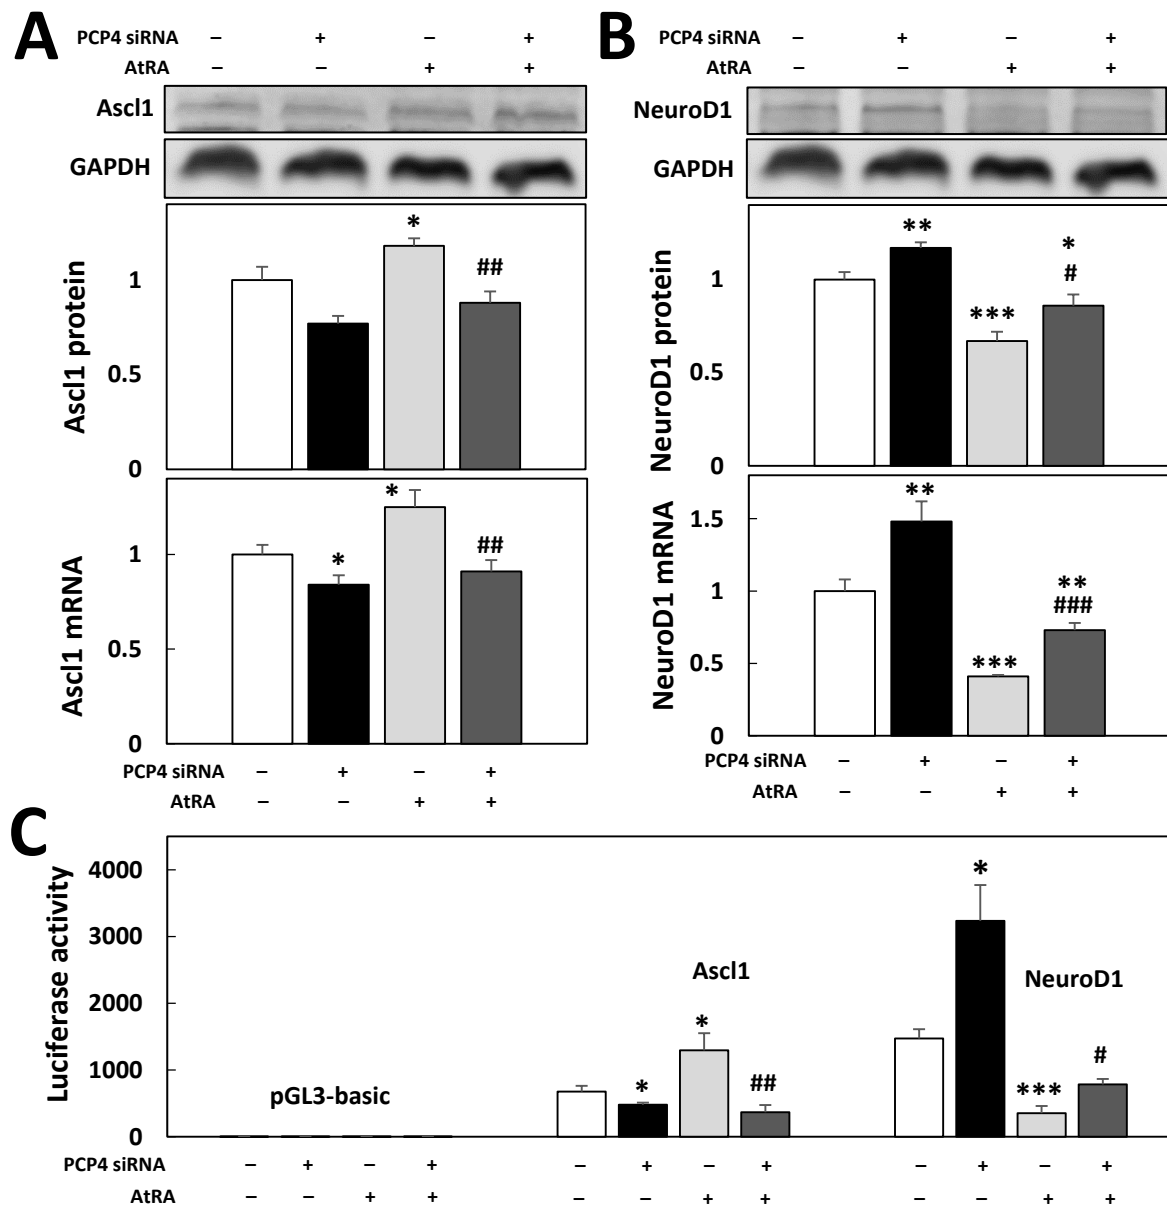 A
PCP4 siRNA – + – +
AtRA – – + +
Ascl1
GAPDH
Ascl1 protein
1
0.5
0
*
##
Ascl1 mRNA
1
0.5
0
*
*
##
PCP4 siRNA – + – +
AtRA – – + +
B
PCP4 siRNA – + – +
AtRA – – + +
NeuroD1
GAPDH
NeuroD1 protein
1
0.5
0
**
***
*
#
NeuroD1 mRNA
1.5
1
0.5
0
**
***
**
###
PCP4 siRNA – + – +
AtRA – – + +
C
Luciferase activity
4000
3000
2000
1000
0
pGL3-basic
Ascl1
*
*
##
NeuroD1
*
***
#
PCP4 siRNA – + – + – + – + – + – +
AtRA – – + + – – + + – – + +